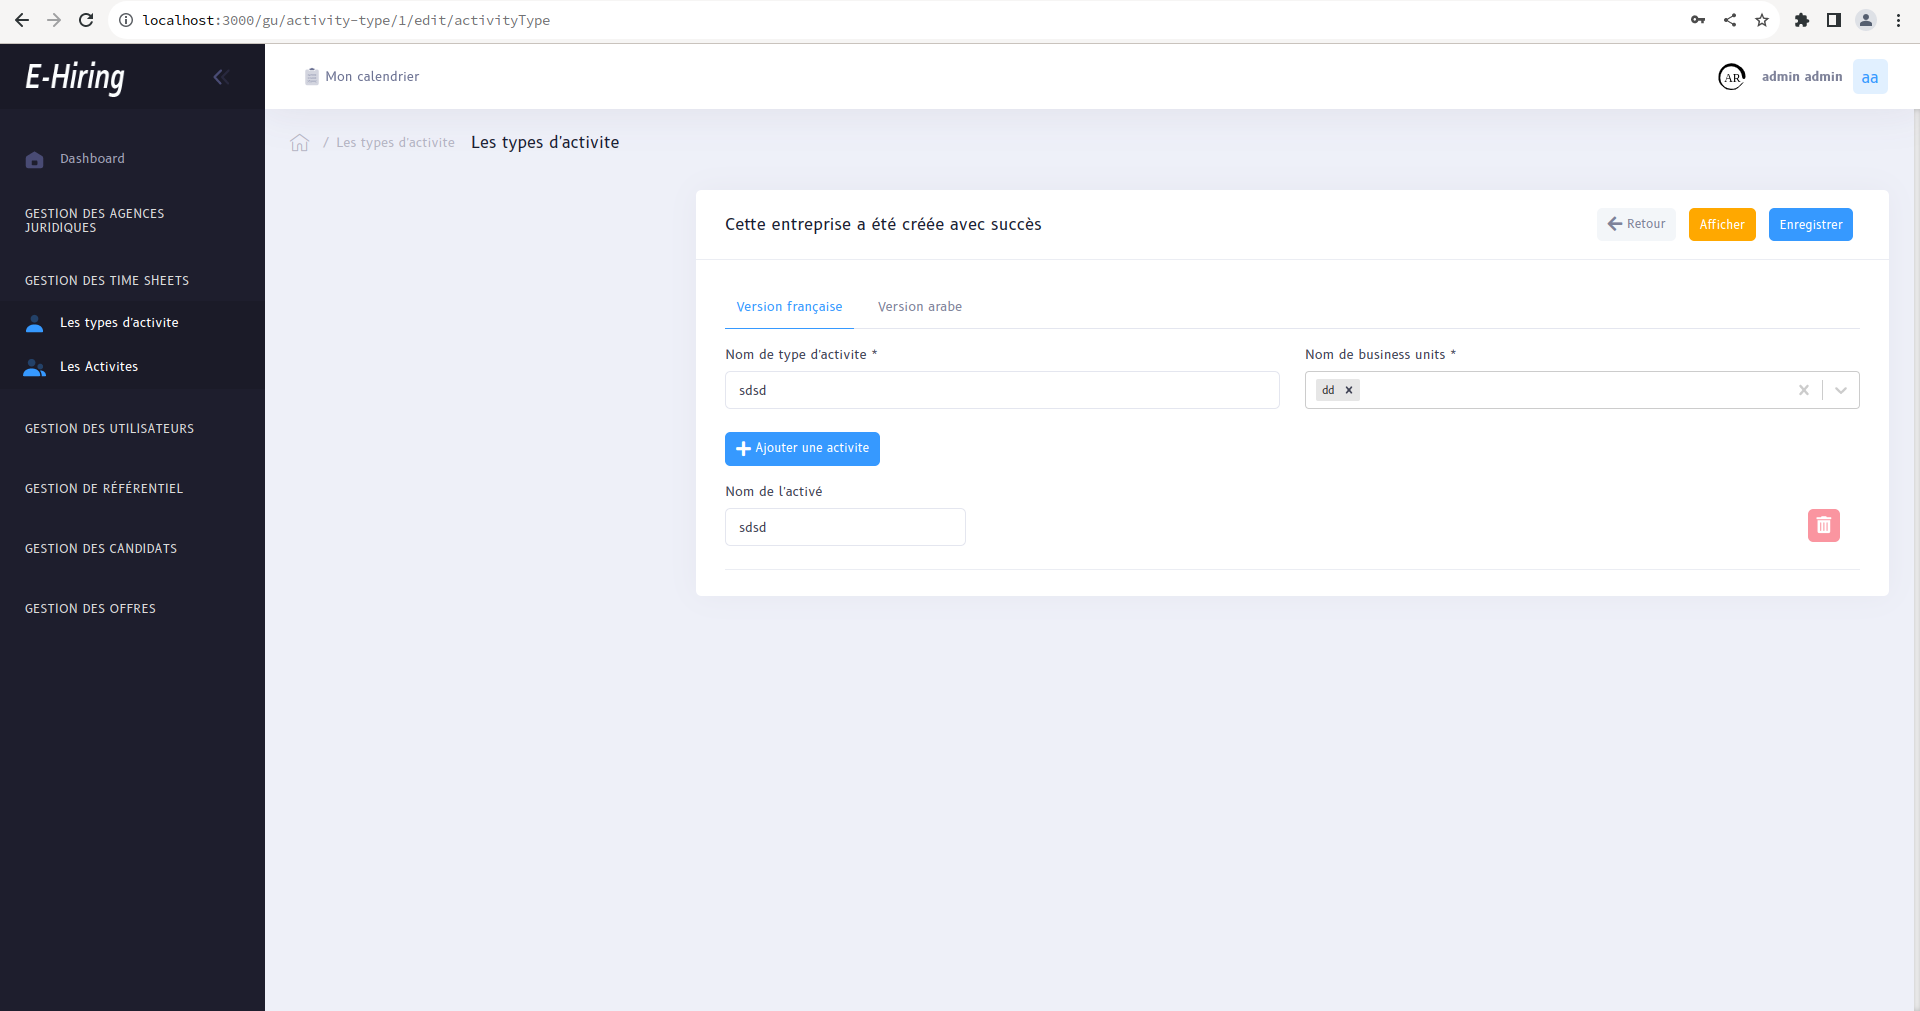 localhost:3000/gu/activity-type/1/edit/activityType
E-Hiring
Mon calendrier
AR
admin admin
aa
/ Les types d'activite Les types d'activite
Dashboard
GESTION DES AGENCES
JURIDIQUES
GESTION DES TIME SHEETS
Les types d'activite
Les Activites
GESTION DES UTILISATEURS
GESTION DE RÉFÉRENTIEL
GESTION DES CANDIDATS
GESTION DES OFFRES
Cette entreprise a été créée avec succès
Retour
Afficher
Enregistrer
Version française
Version arabe
Nom de type d'activite *
Nom de business units *
sdsd
dd
Ajouter une activite
Nom de l'activé
sdsd